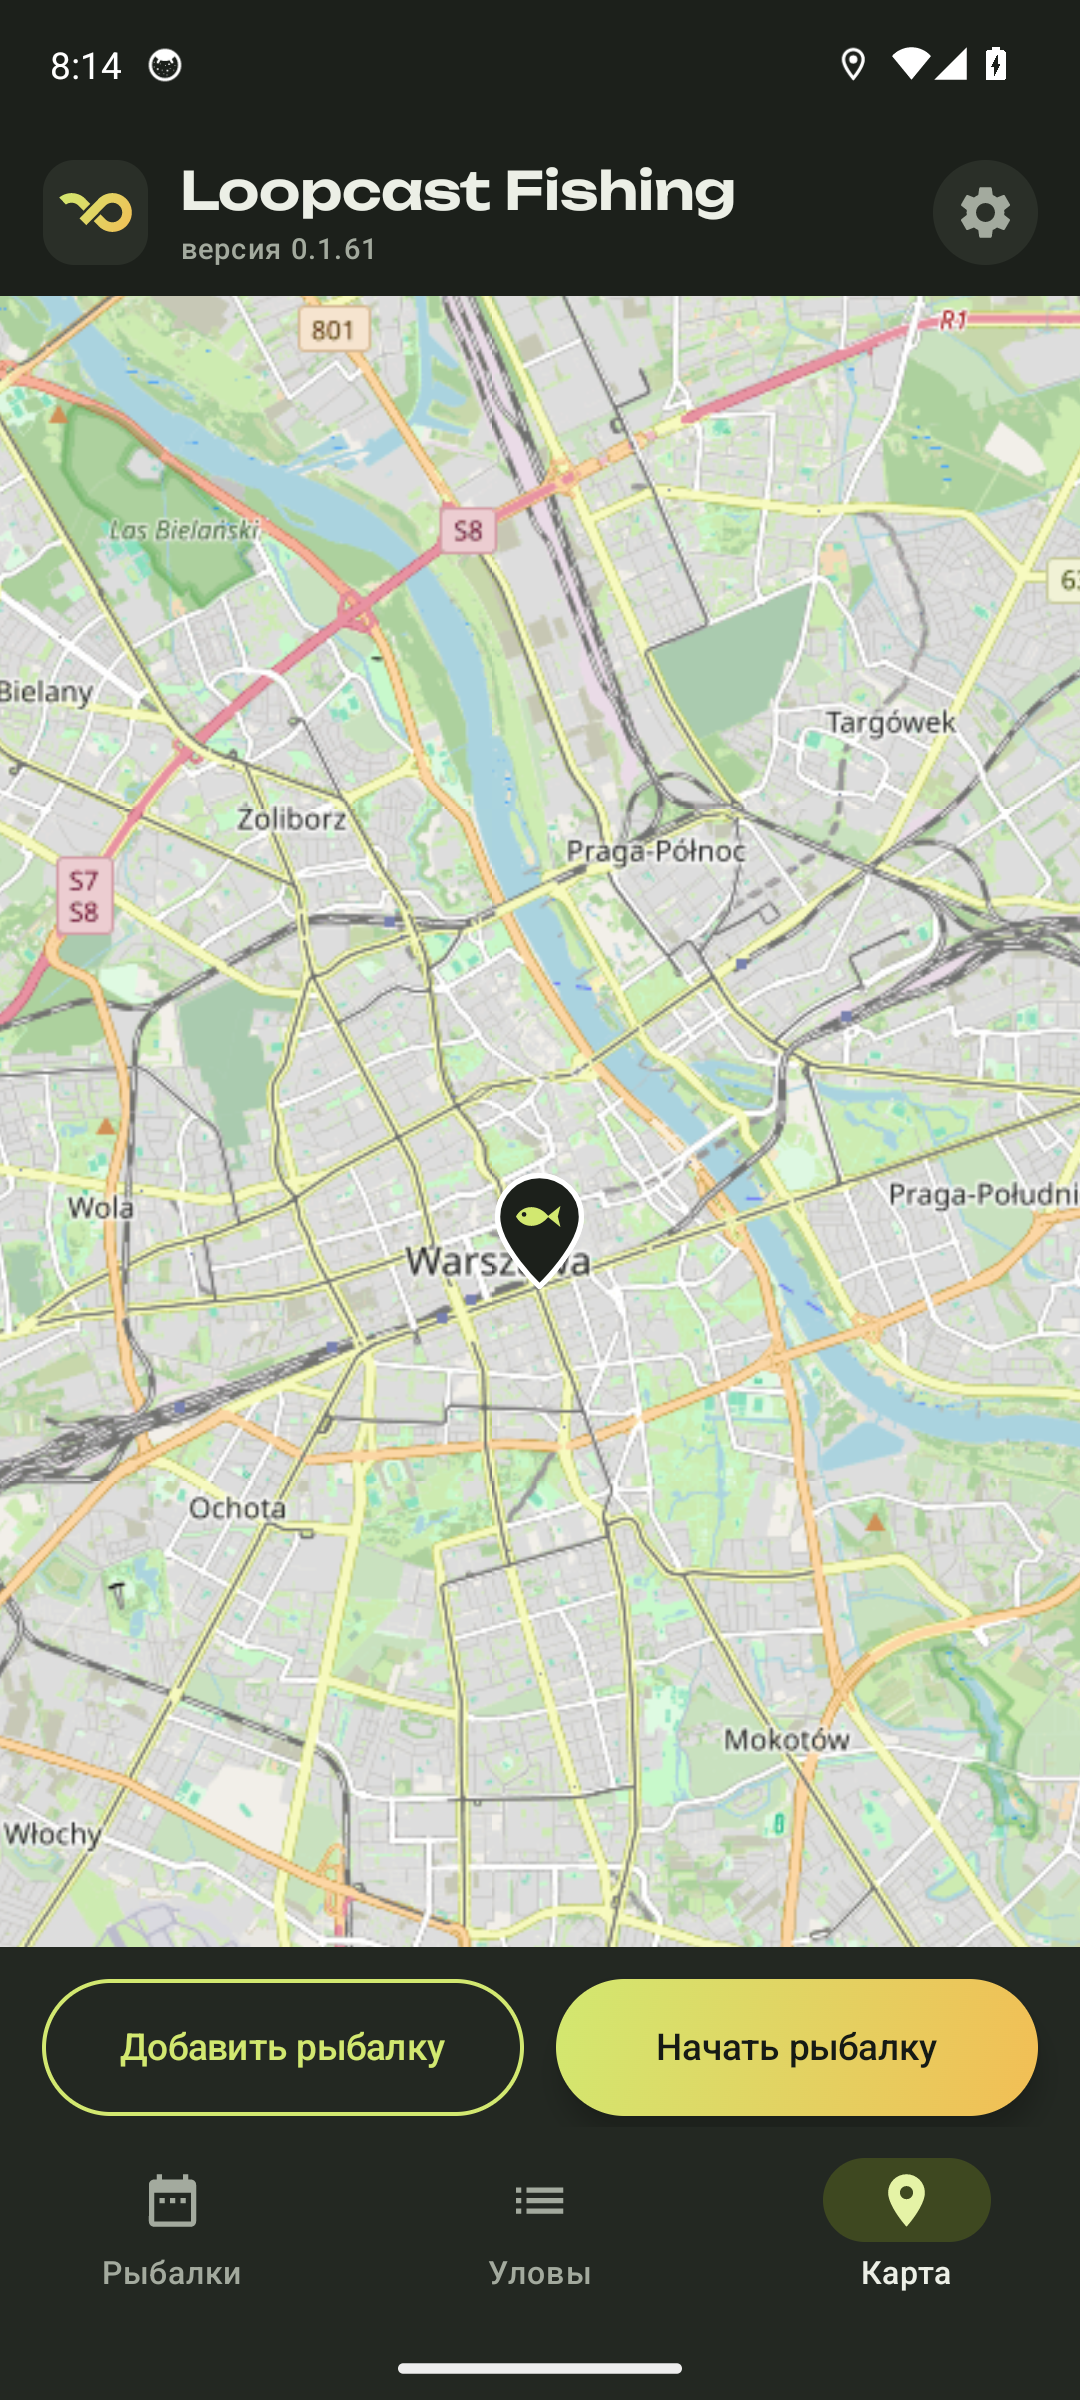 8:14
Loopcast Fishing
версия 0.1.61
801
R1
S8
Las Bielański
Bielany
Targówek
Żoliborz
Praga-Północ
S7
S8
Wola
Praga-Południ
Ochota
Mokotów
Włochy
Добавить рыбалку
Начать рыбалку
Рыбалки
Уловы
Карта